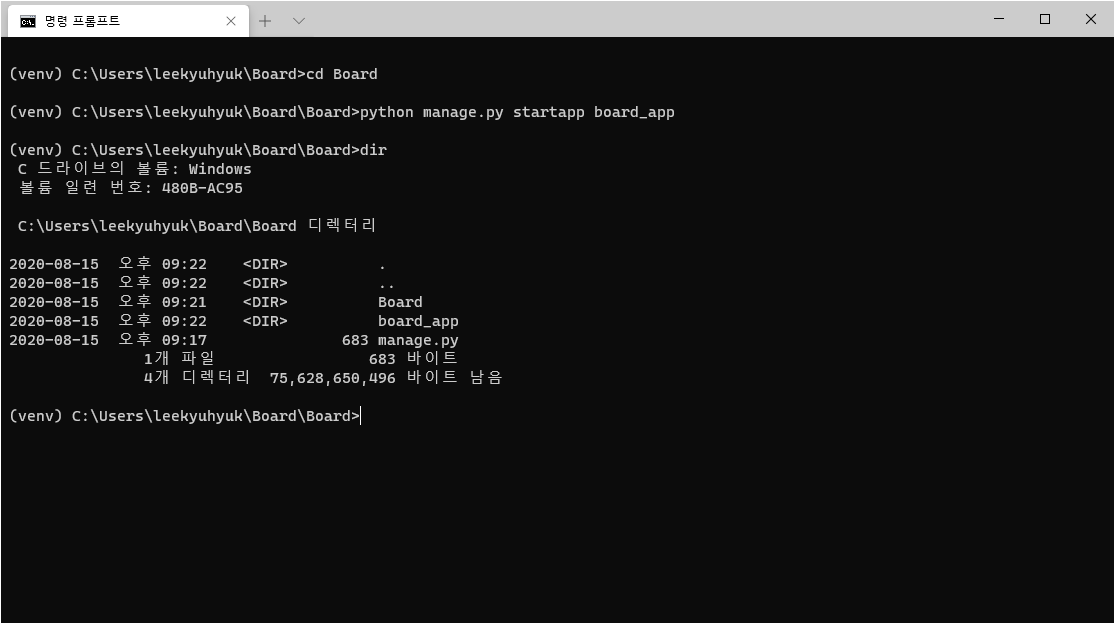 명령 프롬프트
(venv) C:\Users\leekyuhyuk\Board>cd Board
(venv) C:\Users\leekyuhyuk\Board\Board>python manage.py startapp board_app
(venv) C:\Users\leekyuhyuk\Board\Board>dir
C 드라이브의 볼륨: Windows
볼륨 일련 번호: 480B-AC95
C:\Users\leekyuhyuk\Board\Board 디렉터리
2020-08-15  오후 09:22    <DIR>          .
2020-08-15  오후 09:22    <DIR>          ..
2020-08-15  오후 09:21    <DIR>          Board
2020-08-15  오후 09:22    <DIR>          board_app
2020-08-15  오후 09:17               683 manage.py
1개 파일                 683 바이트
4개 디렉터리  75,628,650,496 바이트 남음
(venv) C:\Users\leekyuhyuk\Board\Board>